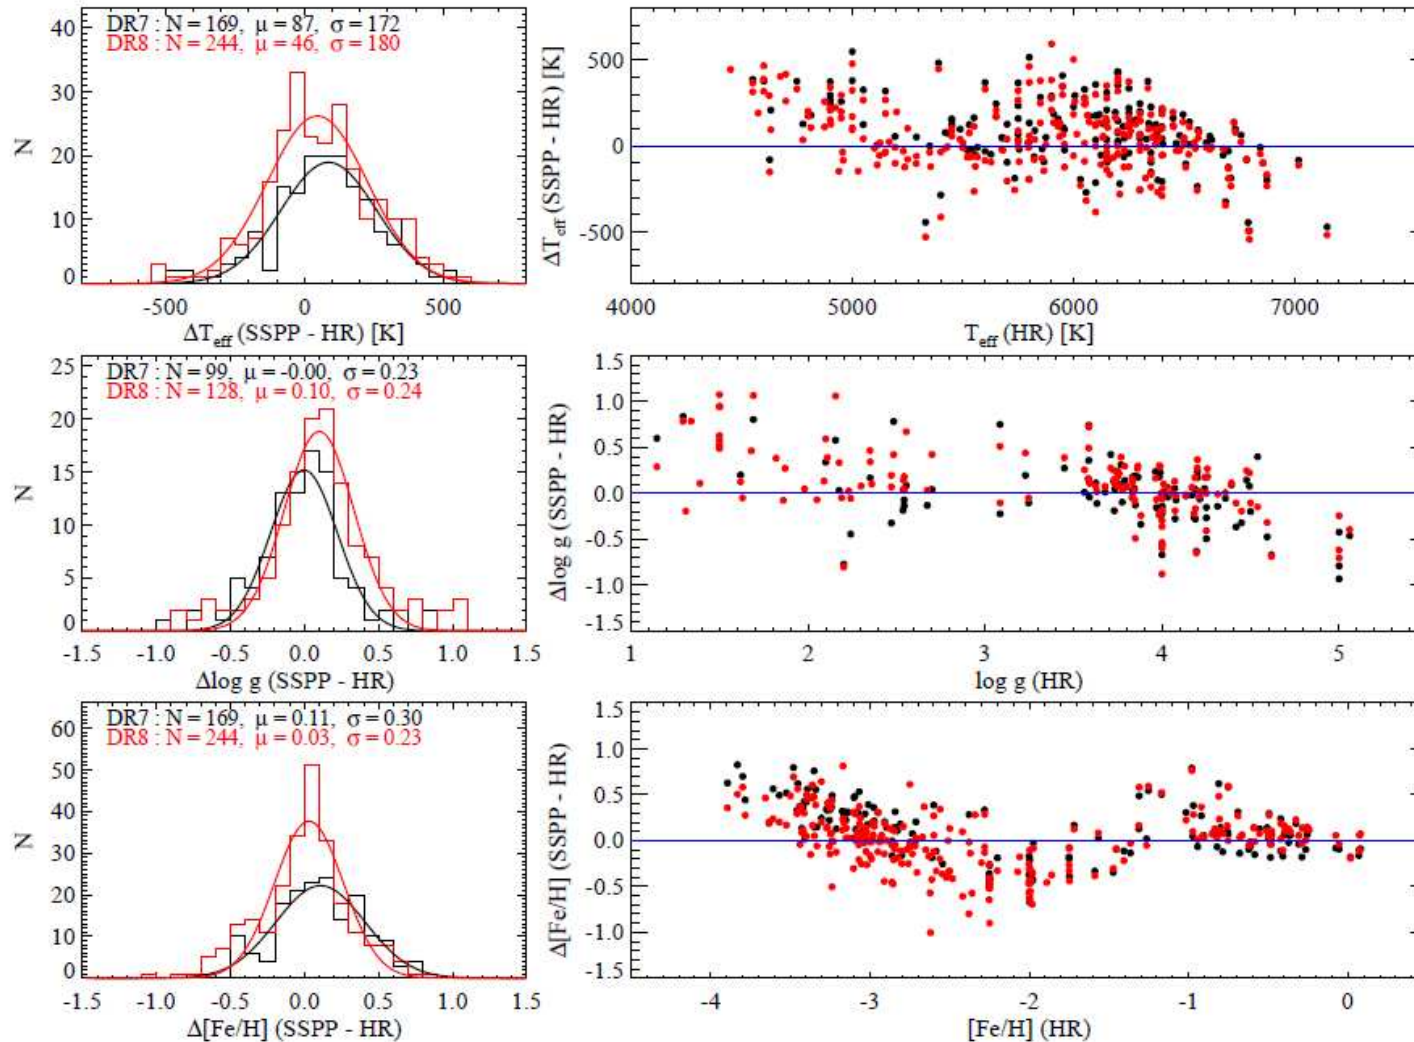 DR7 : N = 169, μ = 87, σ = 172
DR8 : N = 244, μ = 46, σ = 180
40
30
20
10
0
N
-500 0 500
ΔT_eff (SSPP - HR) [K]
500
0
-500
ΔT_eff (SSPP - HR) [K]
4000 5000 6000 7000
T_eff (HR) [K]
DR7 : N = 99, μ = -0.00, σ = 0.23
DR8 : N = 128, μ = 0.10, σ = 0.24
25
20
15
10
5
0
N
-1.5 -1.0 -0.5 0.0 0.5 1.0 1.5
Δlog g (SSPP - HR)
1.5
1.0
0.5
0.0
-0.5
-1.0
-1.5
Δlog g (SSPP - HR)
1 2 3 4 5
log g (HR)
DR7 : N = 169, μ = 0.11, σ = 0.30
DR8 : N = 244, μ = 0.03, σ = 0.23
60
50
40
30
20
10
0
N
-1.5 -1.0 -0.5 0.0 0.5 1.0 1.5
Δ[Fe/H] (SSPP - HR)
1.5
1.0
0.5
0.0
-0.5
-1.0
-1.5
Δ[Fe/H] (SSPP - HR)
-4 -3 -2 -1 0
[Fe/H] (HR)